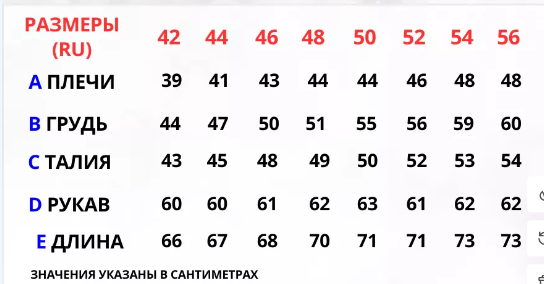 РАЗМЕРЫ (RU) 42 44 46 48 50 52 54 56
A ПЛЕЧИ 39 41 43 44 44 46 48 48
B ГРУДЬ 44 47 50 51 55 56 59 60
C ТАЛИЯ 43 45 48 49 50 52 53 54
D РУКАВ 60 60 61 62 63 61 62 62
E ДЛИНА 66 67 68 70 71 71 73 73
ЗНАЧЕНИЯ УКАЗАНЫ В САНТИМЕТРАХ